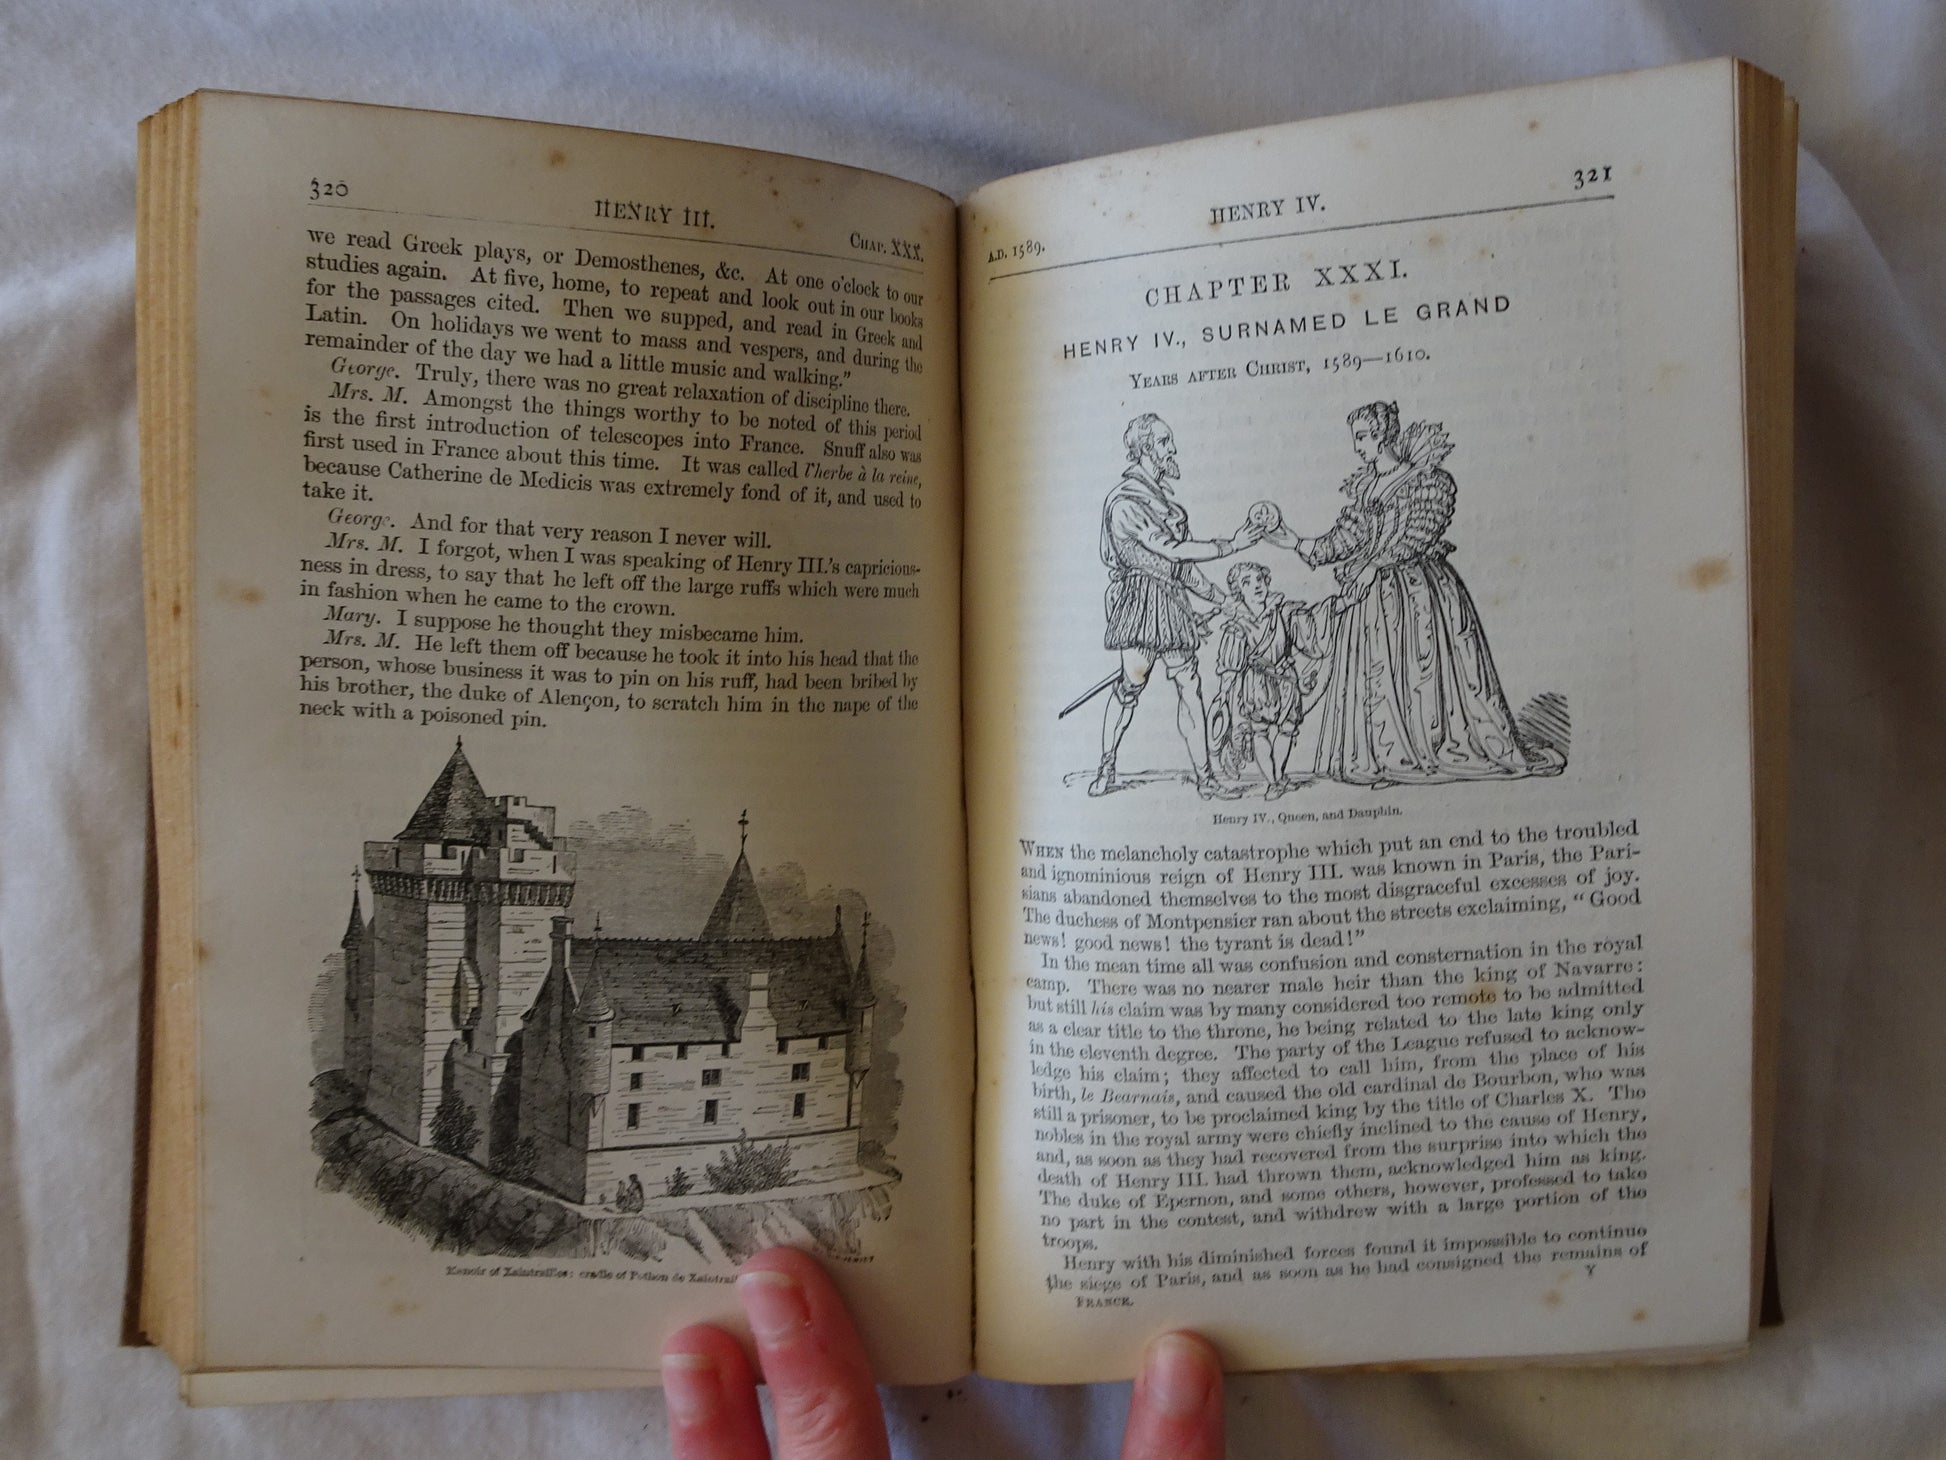 320
HENRY III.
CHAP. XXX.
we read Greek plays, or Demosthenes, &c. At one o'clock to our
studies again. At five, home, to repeat and look out in our books
for the passages cited. Then we supped, and read in Greek and
Latin. On holidays we went to mass and vespers, and during the
remainder of the day we had a little music and walking."
George. Truly, there was no great relaxation of discipline there.
Mrs. M. Amongst the things worthy to be noted of this period
is the first introduction of telescopes into France. Snuff also was
first used in France about this time. It was called l'herbe à la reine,
because Catherine de Medicis was extremely fond of it, and used to
take it.
George. And for that very reason I never will.
Mrs. M. I forgot, when I was speaking of Henry III.'s capricious-
ness in dress, to say that he left off the large ruffs which were much
in fashion when he came to the crown.
Mary. I suppose he thought they misbecame him.
Mrs. M. He left them off because he took it into his head that the
person, whose business it was to pin on his ruff, had been bribed by
his brother, the duke of Alençon, to scratch him in the nape of the
neck with a poisoned pin.
Manoir of Xaintrailles: cradle of Pothon de
321
HENRY IV.
A.D. 1589.
CHAPTER XXXI.
HENRY IV., SURNAMED LE GRAND
YEARS AFTER CHRIST, 1589—1610.
Henry IV., Queen, and Dauphin.
WHEN the melancholy catastrophe which put an end to the troubled
and ignominious reign of Henry III. was known in Paris, the Pari-
sians abandoned themselves to the most disgraceful excesses of joy.
The duchess of Montpensier ran about the streets exclaiming, "Good
news! good news! the tyrant is dead!"
In the mean time all was confusion and consternation in the royal
camp. There was no nearer male heir than the king of Navarre:
but still his claim was by many considered too remote to be admitted
as a clear title to the throne, he being related to the late king only
in the eleventh degree. The party of the League refused to acknow-
ledge his claim; they affected to call him, from the place of his
birth, le Bearnais, and caused the old cardinal de Bourbon, who was
still a prisoner, to be proclaimed king by the title of Charles X. The
nobles in the royal army were chiefly inclined to the cause of Henry,
and, as soon as they had recovered from the surprise into which the
death of Henry III. had thrown them, acknowledged him as king.
The duke of Epernon, and some others, however, professed to take
no part in the contest, and withdrew with a large portion of the
troops.
Henry with his diminished forces found it impossible to continue
the siege of Paris, and as soon as he had consigned the remains of
FRANCE.
Y